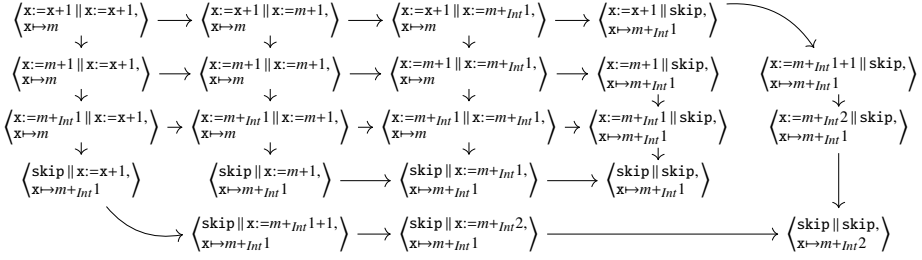 ⟨x:=x+1 ∥ x:=x+1, x↦m⟩ → ⟨x:=x+1 ∥ x:=m+1, x↦m⟩ → ⟨x:=x+1 ∥ x:=m+Int1, x↦m⟩ → ⟨x:=x+1 ∥ skip, x↦m+Int1⟩
⟨x:=m+1 ∥ x:=x+1, x↦m⟩ → ⟨x:=m+1 ∥ x:=m+1, x↦m⟩ → ⟨x:=m+1 ∥ x:=m+Int1, x↦m⟩ → ⟨x:=m+1 ∥ skip, x↦m+Int1⟩ ⟨x:=m+Int1+1 ∥ skip, x↦m+Int1⟩
⟨x:=m+Int1 ∥ x:=x+1, x↦m⟩ → ⟨x:=m+Int1 ∥ x:=m+1, x↦m⟩ → ⟨x:=m+Int1 ∥ x:=m+Int1, x↦m⟩ → ⟨x:=m+Int1 ∥ skip, x↦m+Int1⟩ ⟨x:=m+Int2 ∥ skip, x↦m+Int1⟩
⟨skip ∥ x:=x+1, x↦m+Int1⟩ ⟨skip ∥ x:=m+1, x↦m+Int1⟩ → ⟨skip ∥ x:=m+Int1, x↦m+Int1⟩ → ⟨skip ∥ skip, x↦m+Int1⟩
⟨skip ∥ x:=m+Int1+1, x↦m+Int1⟩ → ⟨skip ∥ x:=m+Int2, x↦m+Int1⟩ → ⟨skip ∥ skip, x↦m+Int2⟩